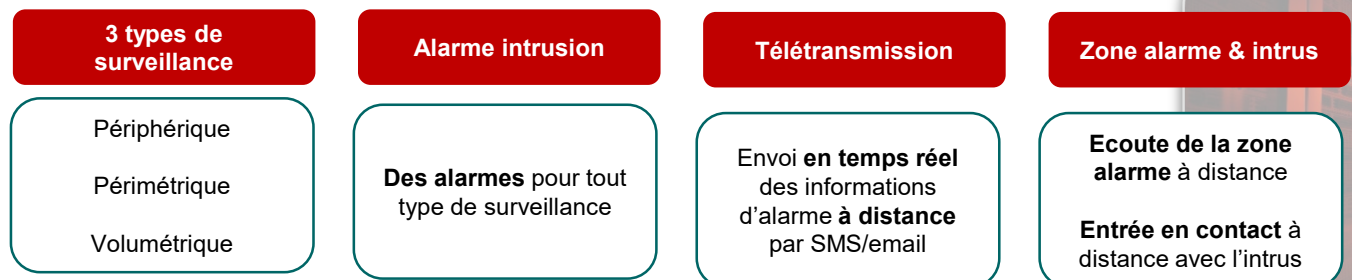 3 types de
surveillance
Périphérique
Périmétrique
Volumétrique
Alarme intrusion
Des alarmes pour tout
type de surveillance
Télétransmission
Envoi en temps réel
des informations
d’alarme à distance
par SMS/email
Zone alarme & intrus
Ecoute de la zone
alarme à distance
Entrée en contact à
distance avec l’intrus